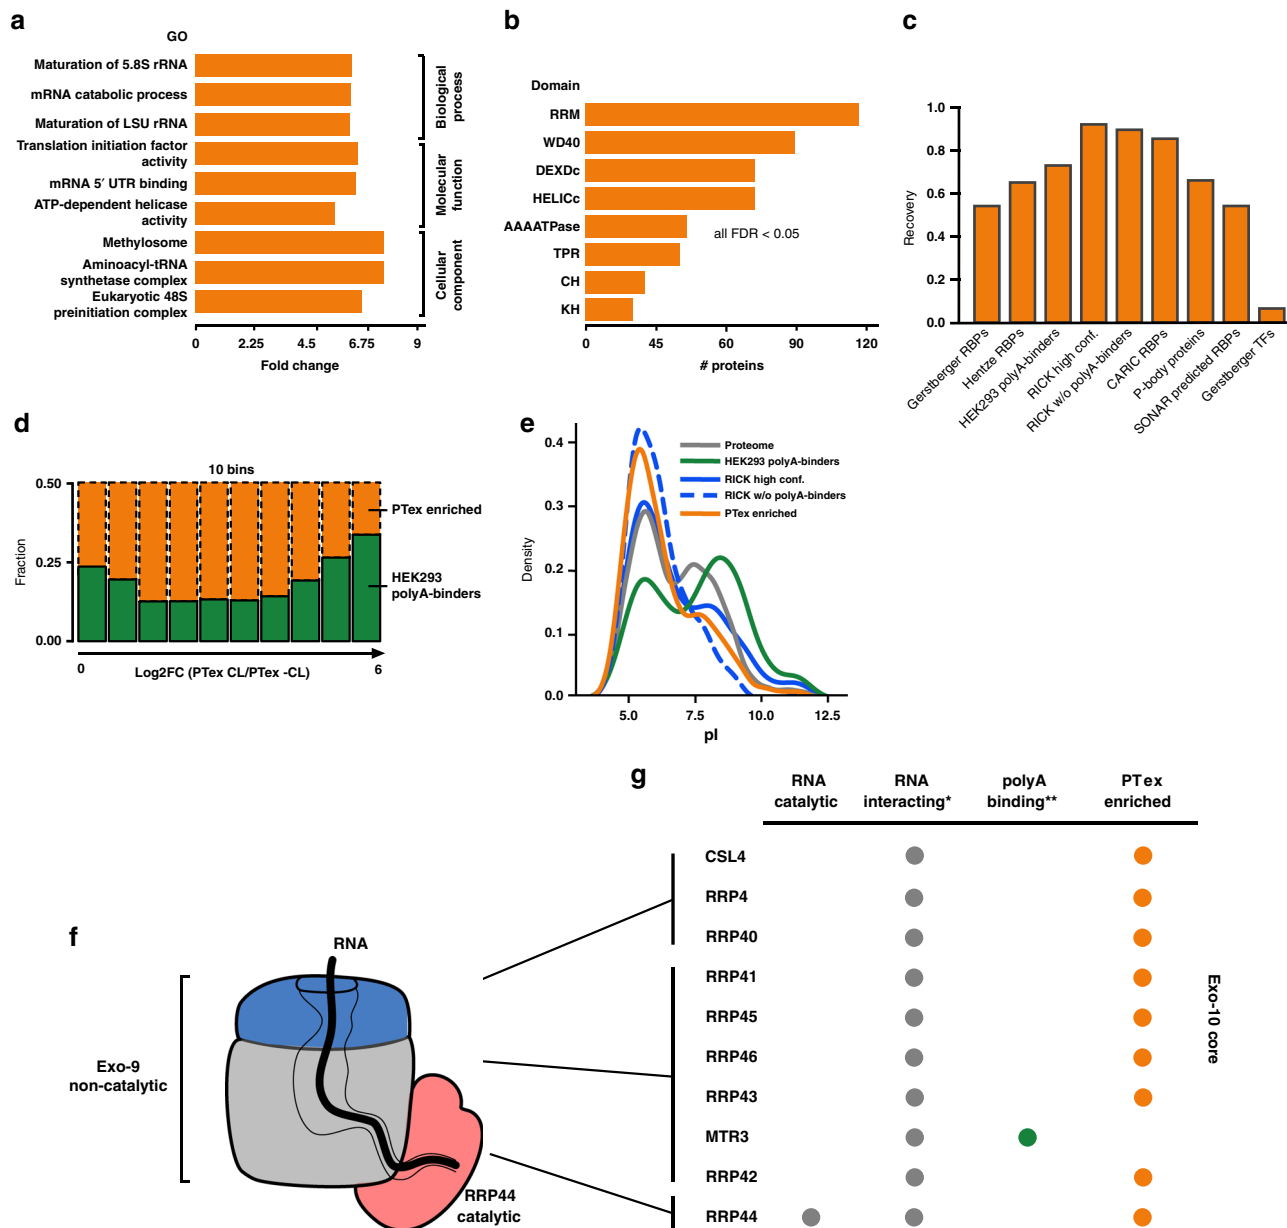 a
GO
Maturation of 5.8S rRNA
mRNA catabolic process
Maturation of LSU rRNA
Translation initiation factor
activity
mRNA 5′ UTR binding
ATP-dependent helicase
activity
Methylosome
Aminoacyl-tRNA
synthetase complex
Eukaryotic 48S
preinitiation complex
Biological
process
Molecular
function
Cellular
component
0 2.25 4.5 6.75 9
Fold change
b
Domain
RRM
WD40
DEXDc
HELICc
AAAATPase
TPR
CH
KH
all FDR < 0.05
0 45 60 90 120
# proteins
c
Recovery
1.0
0.8
0.6
0.4
0.2
0.0
Gerstberger RBPs
Hentze RBPs
HEK293 polyA-binders
RICK high conf.
RICK w/o polyA-binders
CARIC RBPs
P-body proteins
SONAR predicted RBPs
Gerstberger TFs
d
10 bins
Fraction
0.50
0.25
0.00
PTex enriched
HEK293
polyA-binders
0 6
Log2FC (PTex CL/PTex -CL)
e
Density
0.4
0.3
0.2
0.1
0.0
Proteome
HEK293 polyA-binders
RICK high conf.
RICK w/o polyA-binders
PTex enriched
5.0 7.5 10.0 12.5
pI
f
RNA
Exo-9
non-catalytic
RRP44
catalytic
g
RNA
catalytic
RNA
interacting*
polyA
binding**
PTex
enriched
CSL4
RRP4
RRP40
RRP41
RRP45
RRP46
RRP43
MTR3
RRP42
RRP44
Exo-10 core